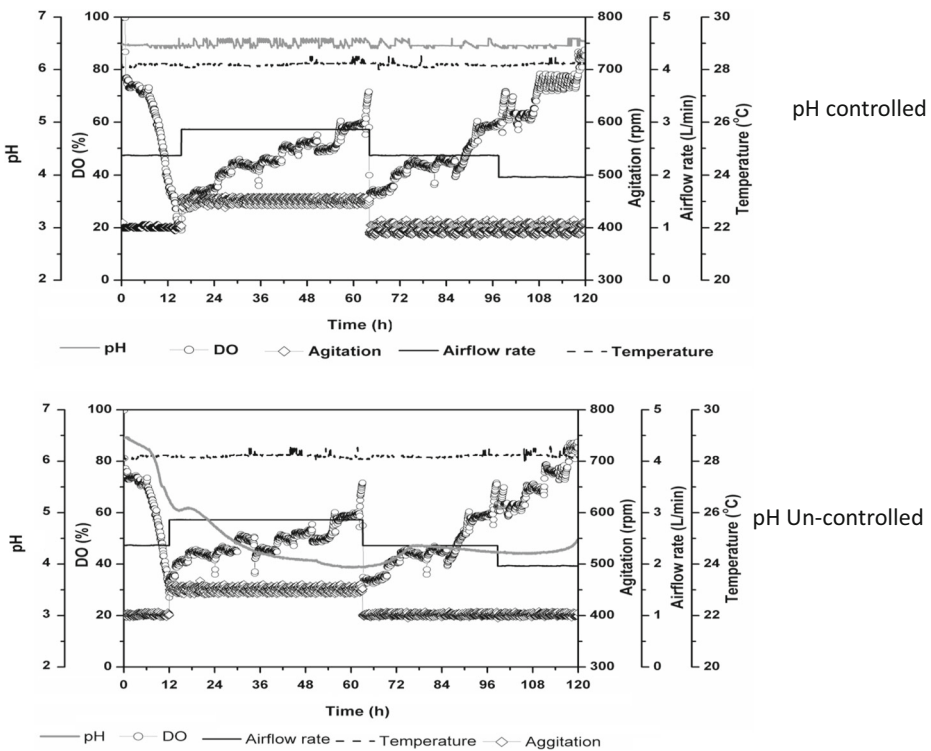 7 100 800 5 30
6 80 700 4 28
5 60 600 3 26
4 40 500 2 24
3 20 400 1 22
2 0 300 0 20
pH
DO (%)
Agitation (rpm)
Airflow rate (L/min)
Temperature (°C)
pH controlled
0 12 24 36 48 60 72 84 96 108 120
Time (h)
pH DO Agitation Airflow rate Temperature
7 100 800 5 30
6 80 700 4 28
5 60 600 3 26
4 40 500 2 24
3 20 400 1 22
2 0 300 0 20
pH
DO (%)
Agitation (rpm)
Airflow rate (L/min)
Temperature (°C)
pH Un-controlled
0 12 24 36 48 60 72 84 96 108 120
Time (h)
pH DO Airflow rate Temperature Aggitation